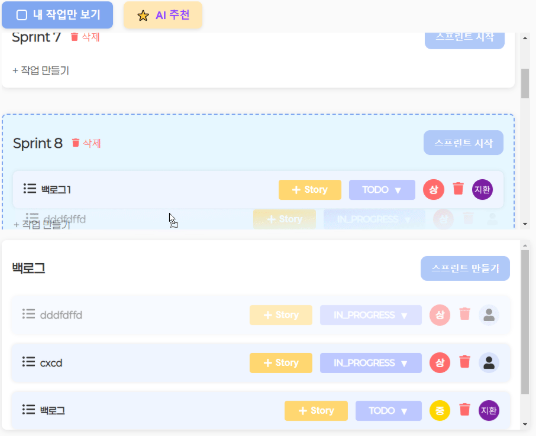 내 작업만 보기 AI 추천
Sprint 7 삭제 스프린트 시작
+ 작업 만들기
Sprint 8 삭제 스프린트 시작
백로그1 + Story TODO ▼ 상 지환
dddfdffd + Story IN_PROGRESS ▼ 상
+ 작업 만들기
백로그 스프린트 만들기
dddfdffd + Story IN_PROGRESS ▼ 상
cxcd + Story IN_PROGRESS ▼ 상
백로그 + Story TODO ▼ 중 지환